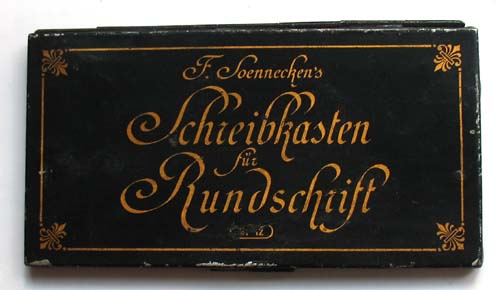 F. Soennecken's
Schreibkasten
für
Rundschrift